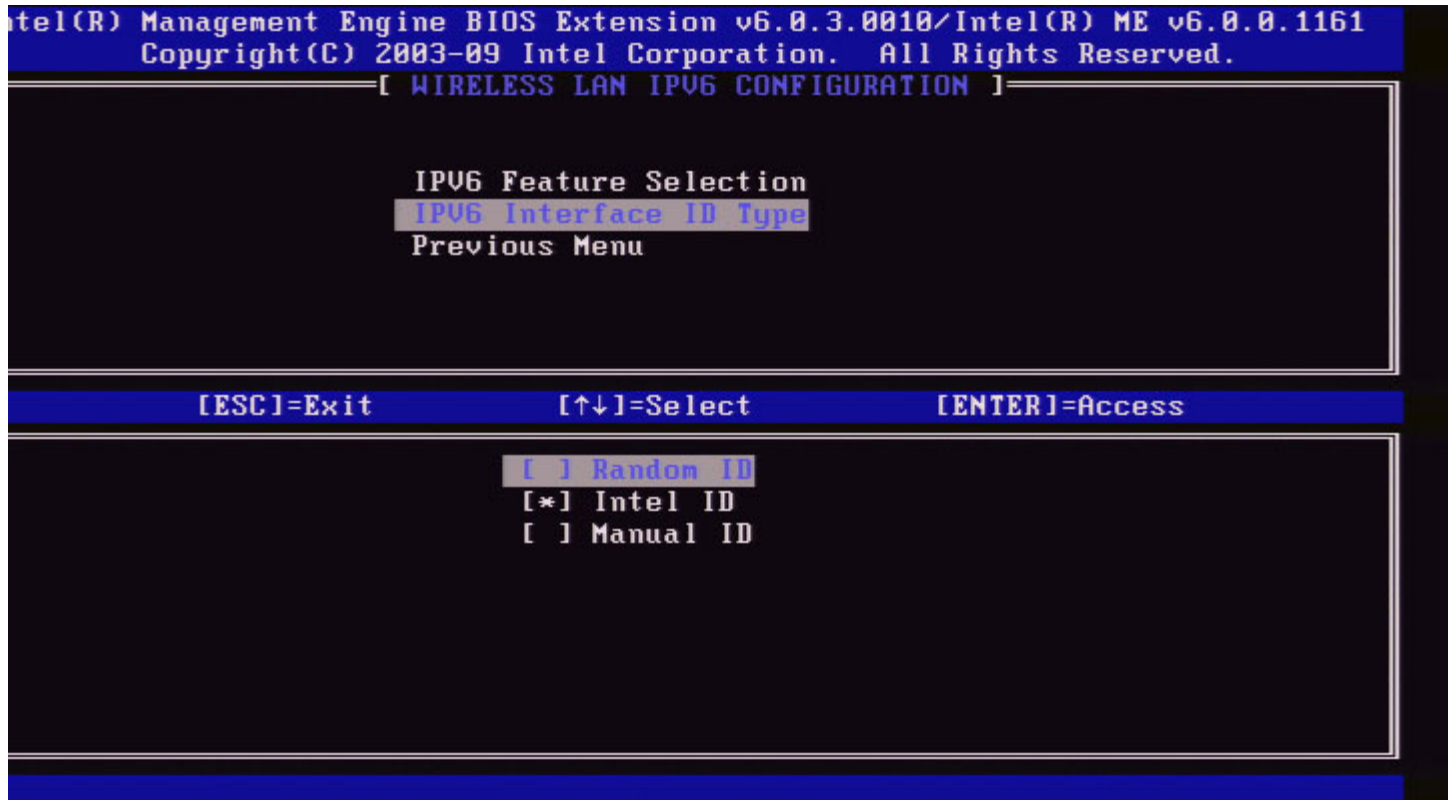 ntel(R) Management Engine BIOS Extension v6.0.3.0010/Intel(R) ME v6.0.0.1161
Copyright(C) 2003-09 Intel Corporation. All Rights Reserved.
[ WIRELESS LAN IPV6 CONFIGURATION ]
IPV6 Feature Selection
IPV6 Interface ID Type
Previous Menu
[ESC]=Exit [↑↓]=Select [ENTER]=Access
[ ] Random ID
[*] Intel ID
[ ] Manual ID